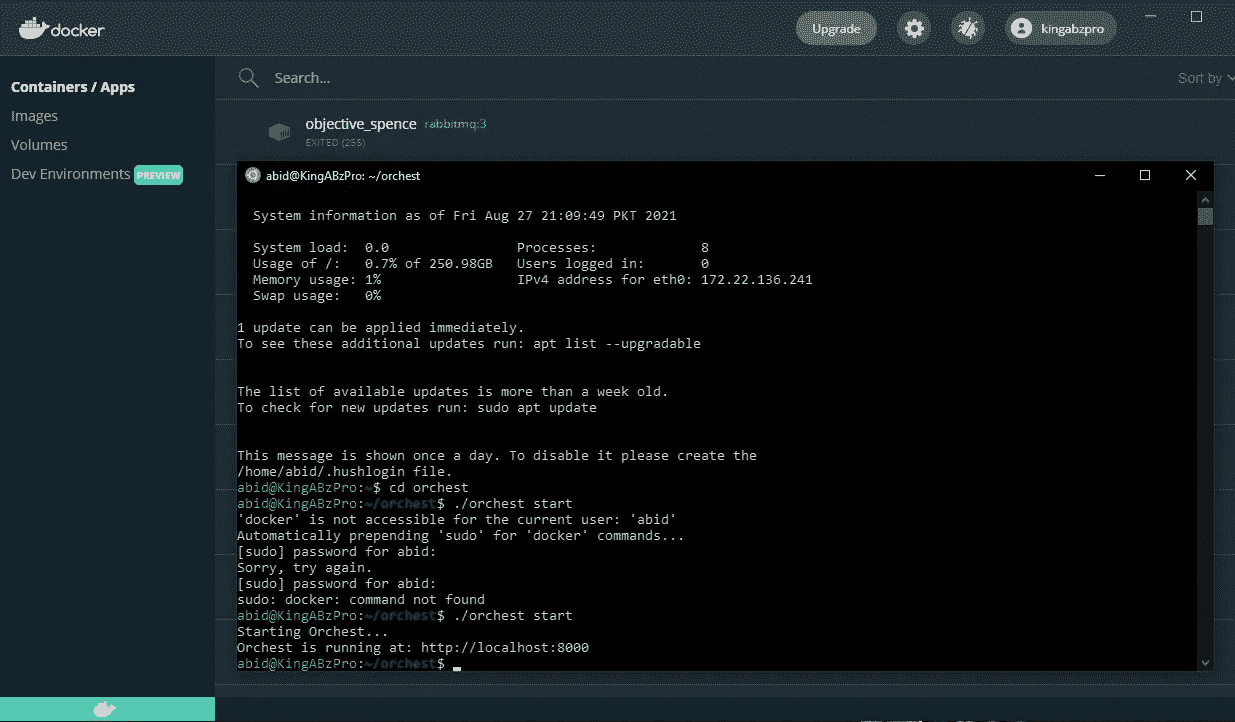 docker
Upgrade
kingabzpro
Containers / Apps
Images
Volumes
Dev Environments PREVIEW
Search...
Sort by
objective_spence rabbitmq:3
EXITED (255)
abid@KingABzPro: ~/orchest
System information as of Fri Aug 27 21:09:49 PKT 2021
System load: 0.0 Processes: 8
Usage of /: 0.7% of 250.98GB Users logged in: 0
Memory usage: 1% IPv4 address for eth0: 172.22.136.241
Swap usage: 0%
1 update can be applied immediately.
To see these additional updates run: apt list --upgradable
The list of available updates is more than a week old.
To check for new updates run: sudo apt update
This message is shown once a day. To disable it please create the
/home/abid/.hushlogin file.
abid@KingABzPro:~$ cd orchest
abid@KingABzPro:~/orchest$ ./orchest start
'docker' is not accessible for the current user: 'abid'
Automatically prepending 'sudo' for 'docker' commands...
[sudo] password for abid:
Sorry, try again.
[sudo] password for abid:
sudo: docker: command not found
abid@KingABzPro:~/orchest$ ./orchest start
Starting Orchest...
Orchest is running at: http://localhost:8000
abid@KingABzPro:~/orchest$